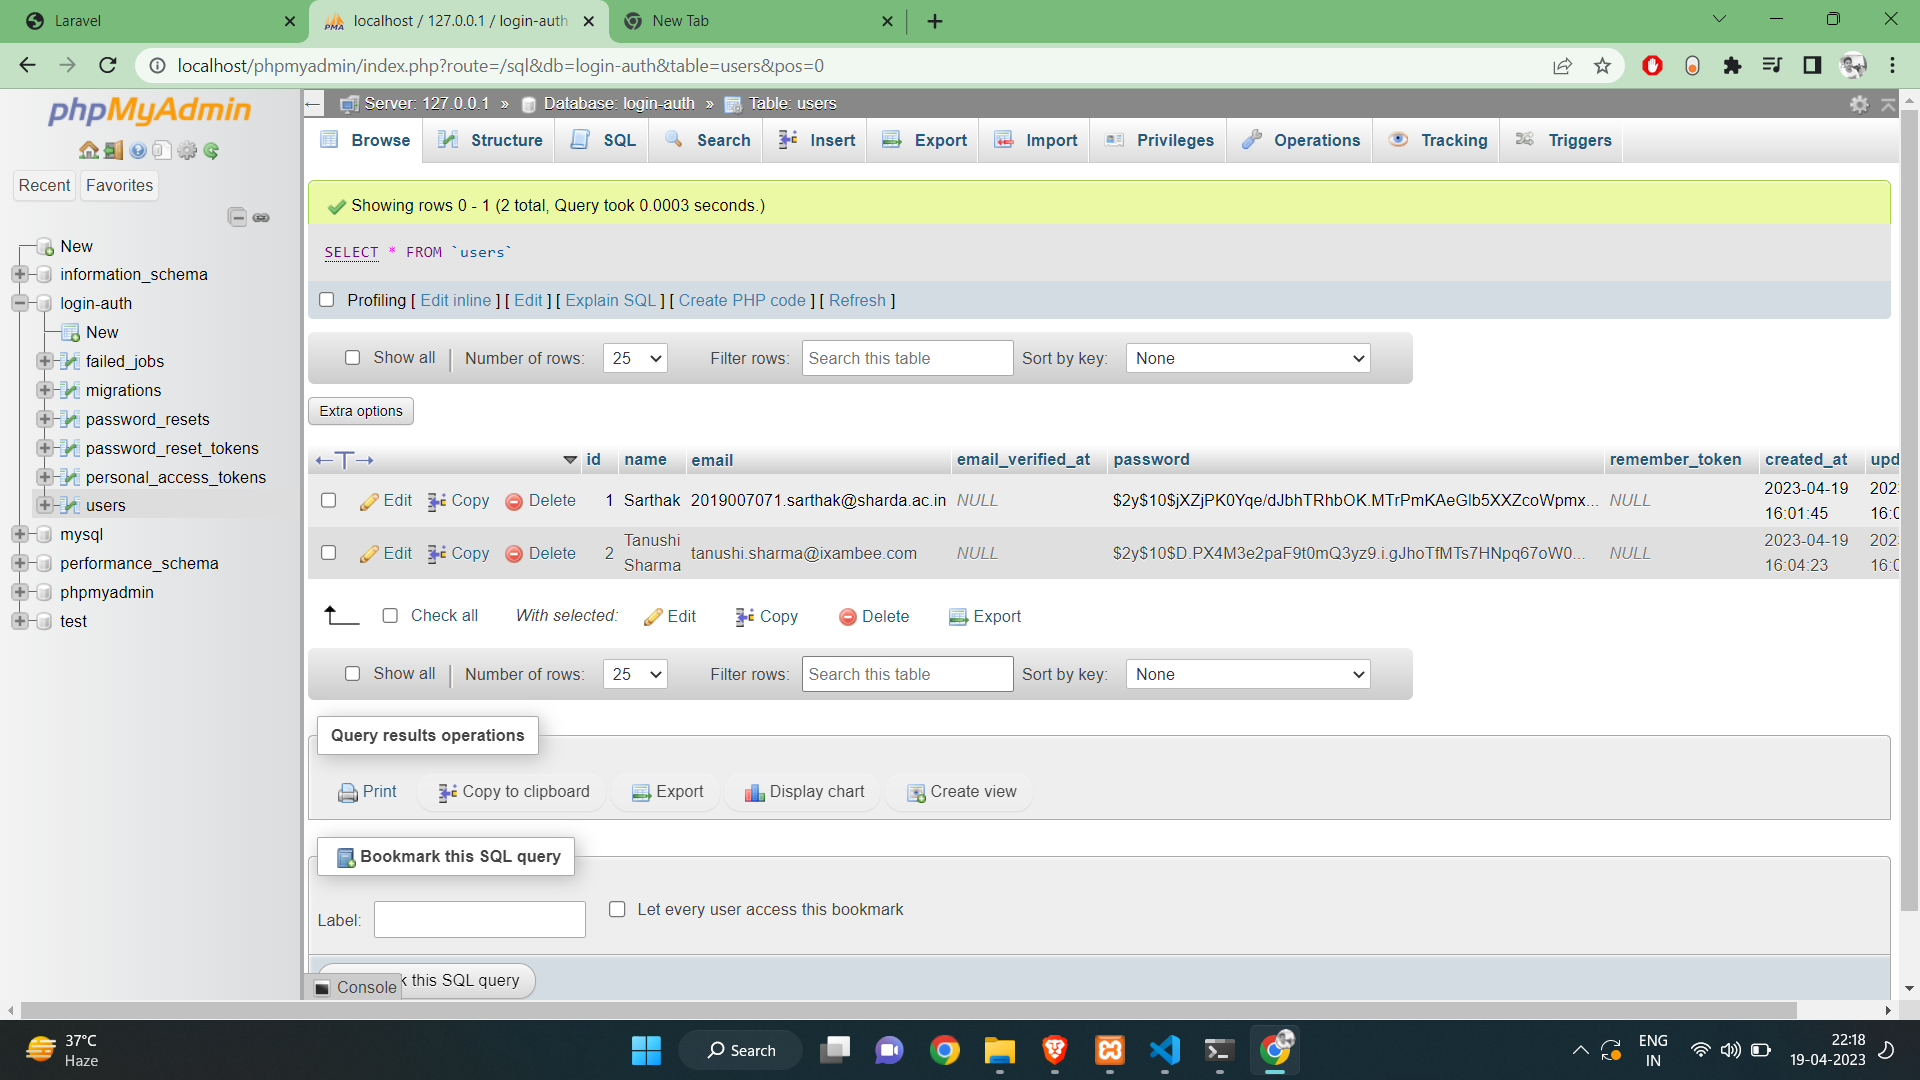 Laravel
localhost / 127.0.0.1 / login-auth
New Tab
localhost/phpmyadmin/index.php?route=/sql&db=login-auth&table=users&pos=0
phpMyAdmin
Recent Favorites
New
information_schema
login-auth
New
failed_jobs
migrations
password_resets
password_reset_tokens
personal_access_tokens
users
mysql
performance_schema
phpmyadmin
test
Server: 127.0.0.1 » Database: login-auth » Table: users
Browse Structure SQL Search Insert Export Import Privileges Operations Tracking Triggers
Showing rows 0 - 1 (2 total, Query took 0.0003 seconds.)
SELECT * FROM `users`
Profiling [ Edit inline ] [ Edit ] [ Explain SQL ] [ Create PHP code ] [ Refresh ]
Show all Number of rows: 25 Filter rows: Search this table Sort by key: None
Extra options
id name email email_verified_at password remember_token created_at upd
Edit Copy Delete 1 Sarthak 2019007071.sarthak@sharda.ac.in NULL $2y$10$jXZjPK0Yqe/dJbhTRhbOK.MTrPmKAeGlb5XXZcoWpmx... NULL 2023-04-19 16:01:45 202 16:0
Edit Copy Delete 2 Tanushi Sharma tanushi.sharma@ixambee.com NULL $2y$10$D.PX4M3e2paF9t0mQ3yz9.i.gJhoTfMTs7HNpq67oW0... NULL 2023-04-19 16:04:23 202 16:0
Check all With selected: Edit Copy Delete Export
Show all Number of rows: 25 Filter rows: Search this table Sort by key: None
Query results operations
Print Copy to clipboard Export Display chart Create view
Bookmark this SQL query
Label: Let every user access this bookmark
Console k this SQL query
37°C
Haze
Search
ENG
IN
22:18
19-04-2023